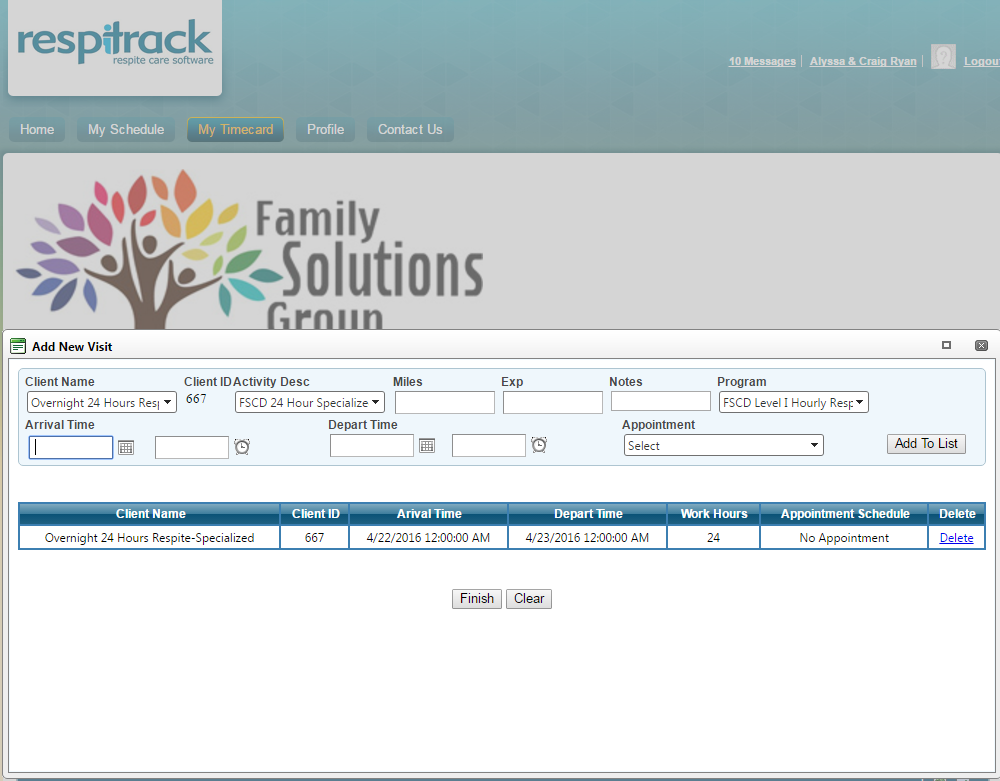 respitrack
respite care software
10 Messages Alyssa & Craig Ryan Logou
Home My Schedule My Timecard Profile Contact Us
Family
Solutions
Group
Add New Visit
Client Name Client ID Activity Desc Miles Exp Notes Program
Overnight 24 Hours Resp 667 FSCD 24 Hour Specialize FSCD Level I Hourly Resp
Arrival Time Depart Time Appointment
Select Add To List
Client Name Client ID Arival Time Depart Time Work Hours Appointment Schedule Delete
Overnight 24 Hours Respite-Specialized 667 4/22/2016 12:00:00 AM 4/23/2016 12:00:00 AM 24 No Appointment Delete
Finish Clear